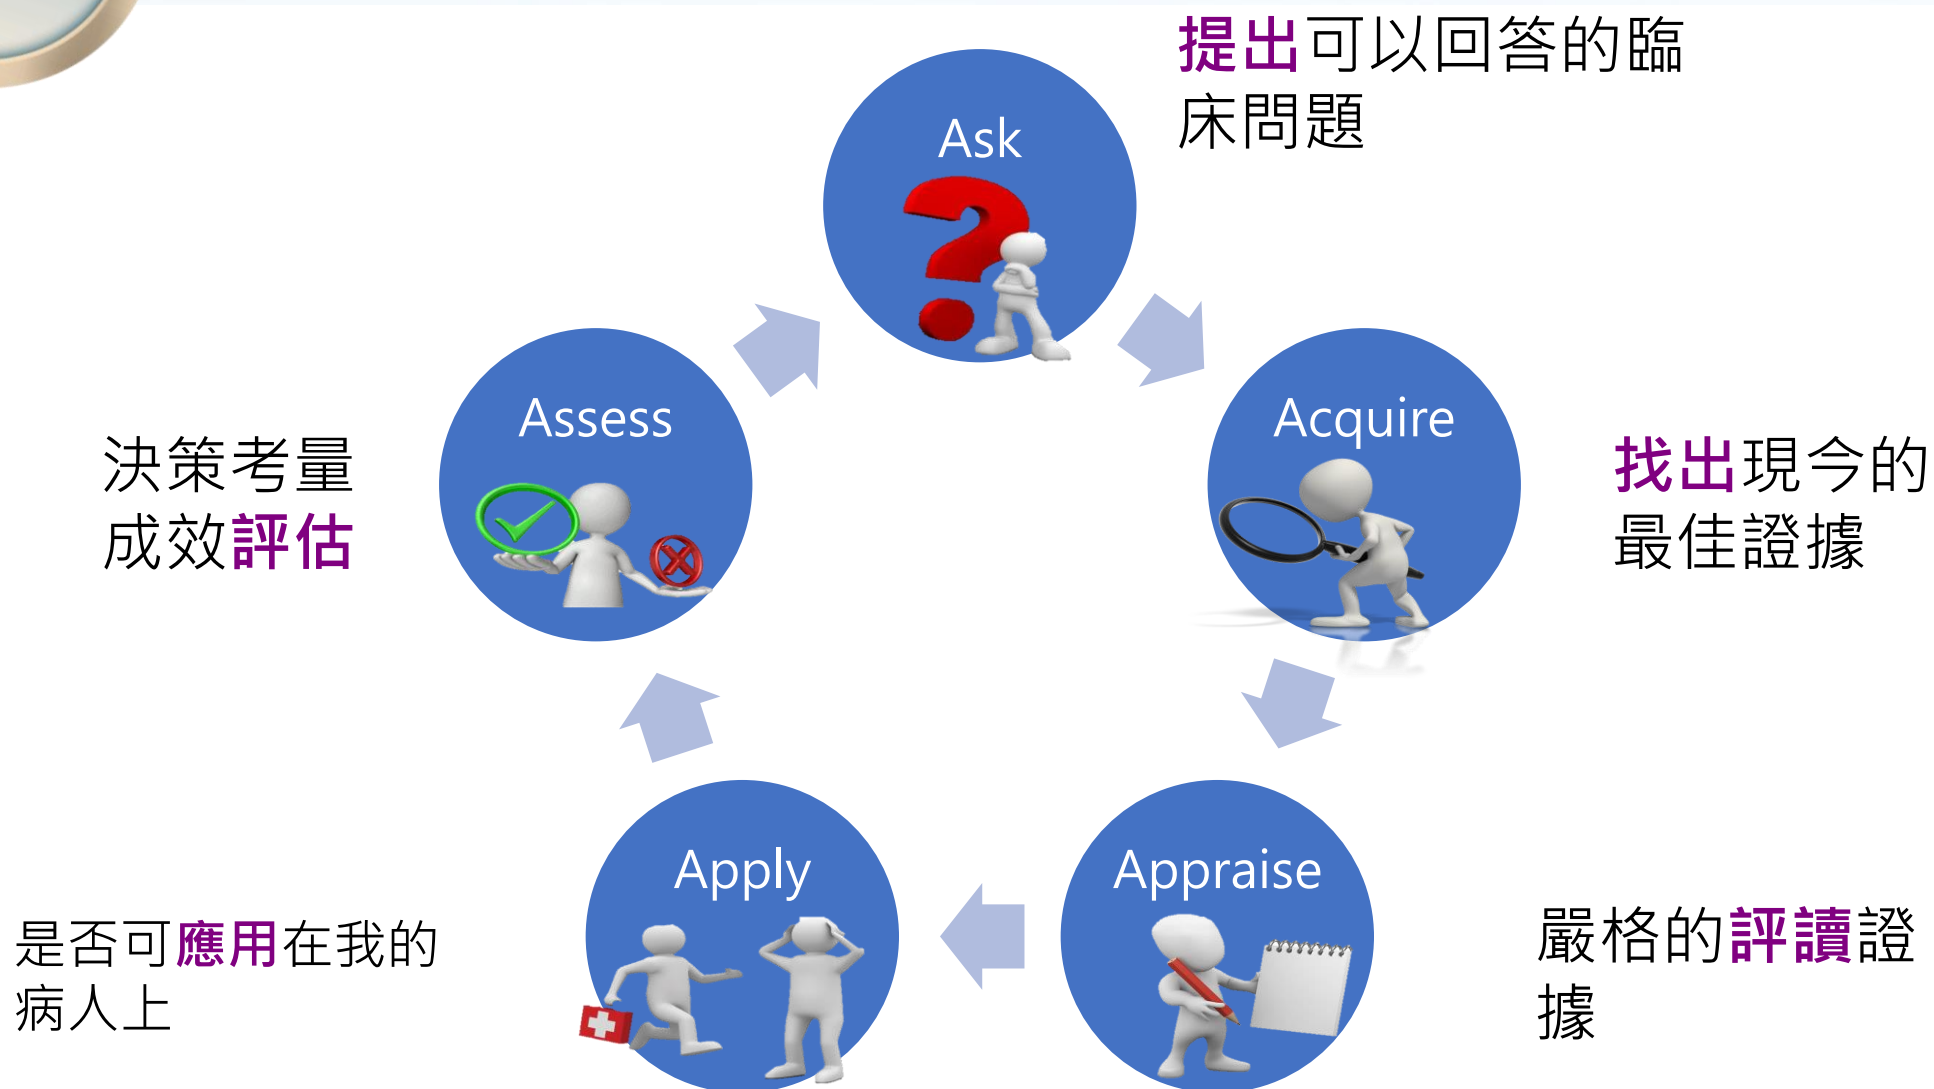 Ask
提出可以回答的臨
床問題
Acquire
找出現今的
最佳證據
Appraise
嚴格的評讀證
據
Apply
是否可應用在我的
病人上
Assess
決策考量
成效評估